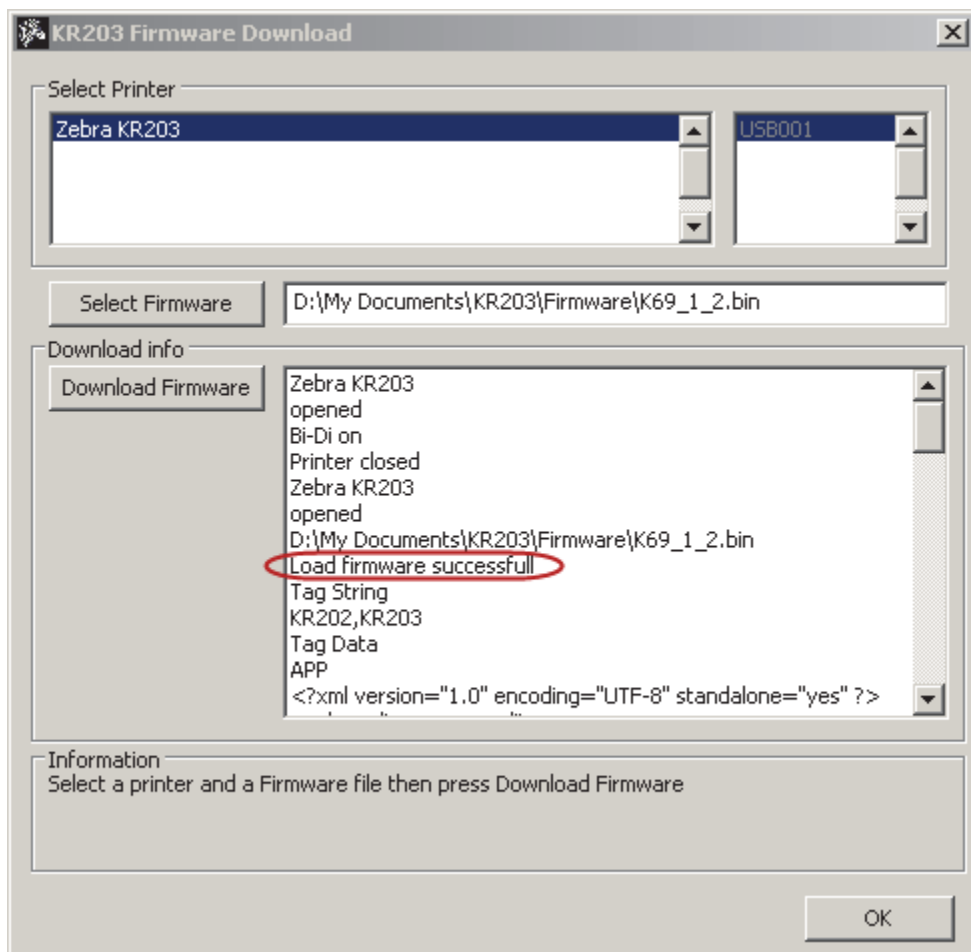 KR203 Firmware Download
Select Printer
Zebra KR203
USB001
Select Firmware
D:\My Documents\KR203\Firmware\K69_1_2.bin
Download info
Download Firmware
Zebra KR203
opened
Bi-Di on
Printer closed
Zebra KR203
opened
D:\My Documents\KR203\Firmware\K69_1_2.bin
Load firmware successfull
Tag String
KR202,KR203
Tag Data
APP
<?xml version="1.0" encoding="UTF-8" standalone="yes" ?>
Information
Select a printer and a Firmware file then press Download Firmware
OK